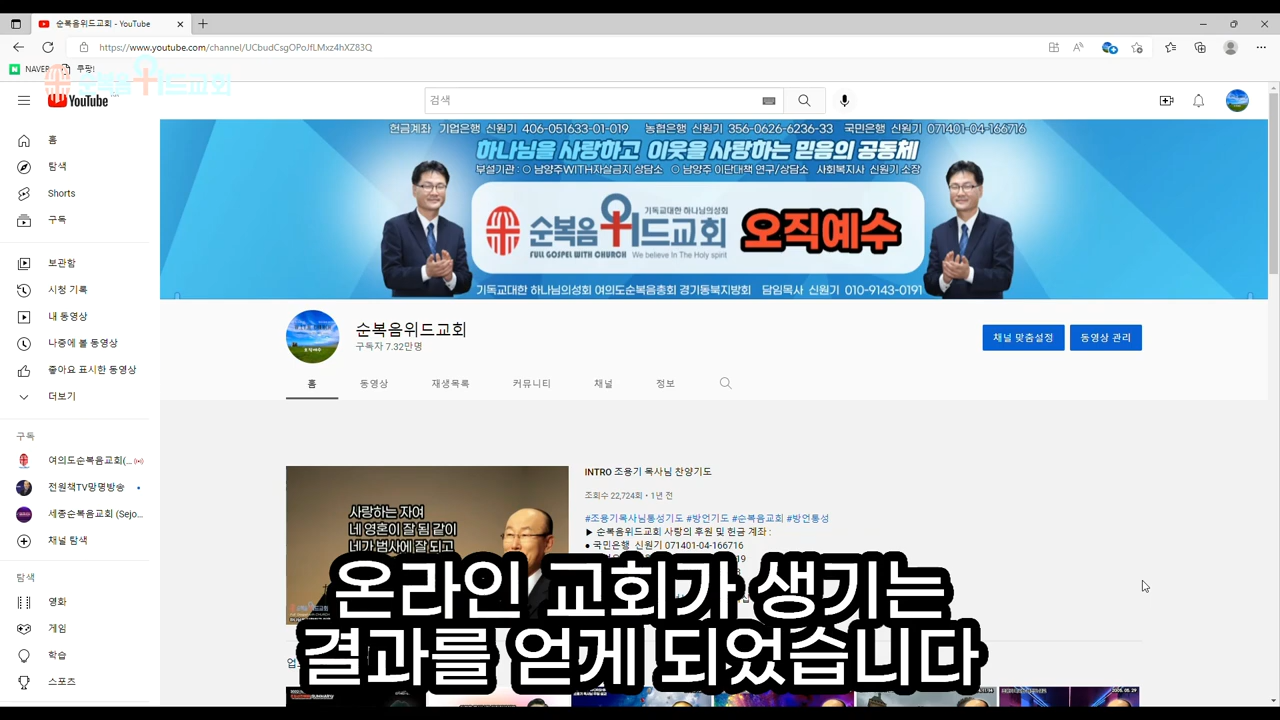 순복음위드교회 - YouTube
https://www.youtube.com/channel/UCbudCsgOPoJfLMxz4hXZ83Q
NAVER
쿠팡!
순복음위드교회
YouTube
검색
홈
탐색
Shorts
구독
보관함
시청 기록
내 동영상
나중에 볼 동영상
좋아요 표시한 동영상
더보기
구독
여의도순복음교회(...
전원책TV망명방송
세종순복음교회 (Sejo...
채널 탐색
탐색
영화
게임
학습
스포츠
헌금계좌 기업은행 신원기 406-051633-01-019 농협은행 신원기 356-0626-6236-33 국민은행 신원기 071401-04-166716
하나님을 사랑하고 이웃을 사랑하는 믿음의 공동체
부설기관 : ○ 남양주WITH자살금지 상담소 ○ 남양주 이단대책 연구/상담소 사회복지사 신원기 소장
기독교대한 하나님의성회
순복음위드교회 오직예수
FULL GOSPEL WITH CHURCH We believe In The Holy spirit
기독교대한 하나님의성회 여의도순복음총회 경기동북지방회 담임목사 신원기 010-9143-0191
순복음위드교회
구독자 7.32만명
채널 맞춤설정
동영상 관리
홈
동영상
재생목록
커뮤니티
채널
정보
사랑하는 자여
네 영혼이 잘 됨 같이
네가 범사에 잘 되고
INTRO 조용기 목사님 찬양기도
조회수 22,724회 • 1년 전
#조용기목사님통성기도 #방언기도 #순복음교회 #방언통성
▶ 순복음위드교회 사랑의 후원 및 헌금 계좌 :
● 국민은행 신원기 071401-04-166716
온라인 교회가 생기는
결과를 얻게 되었습니다